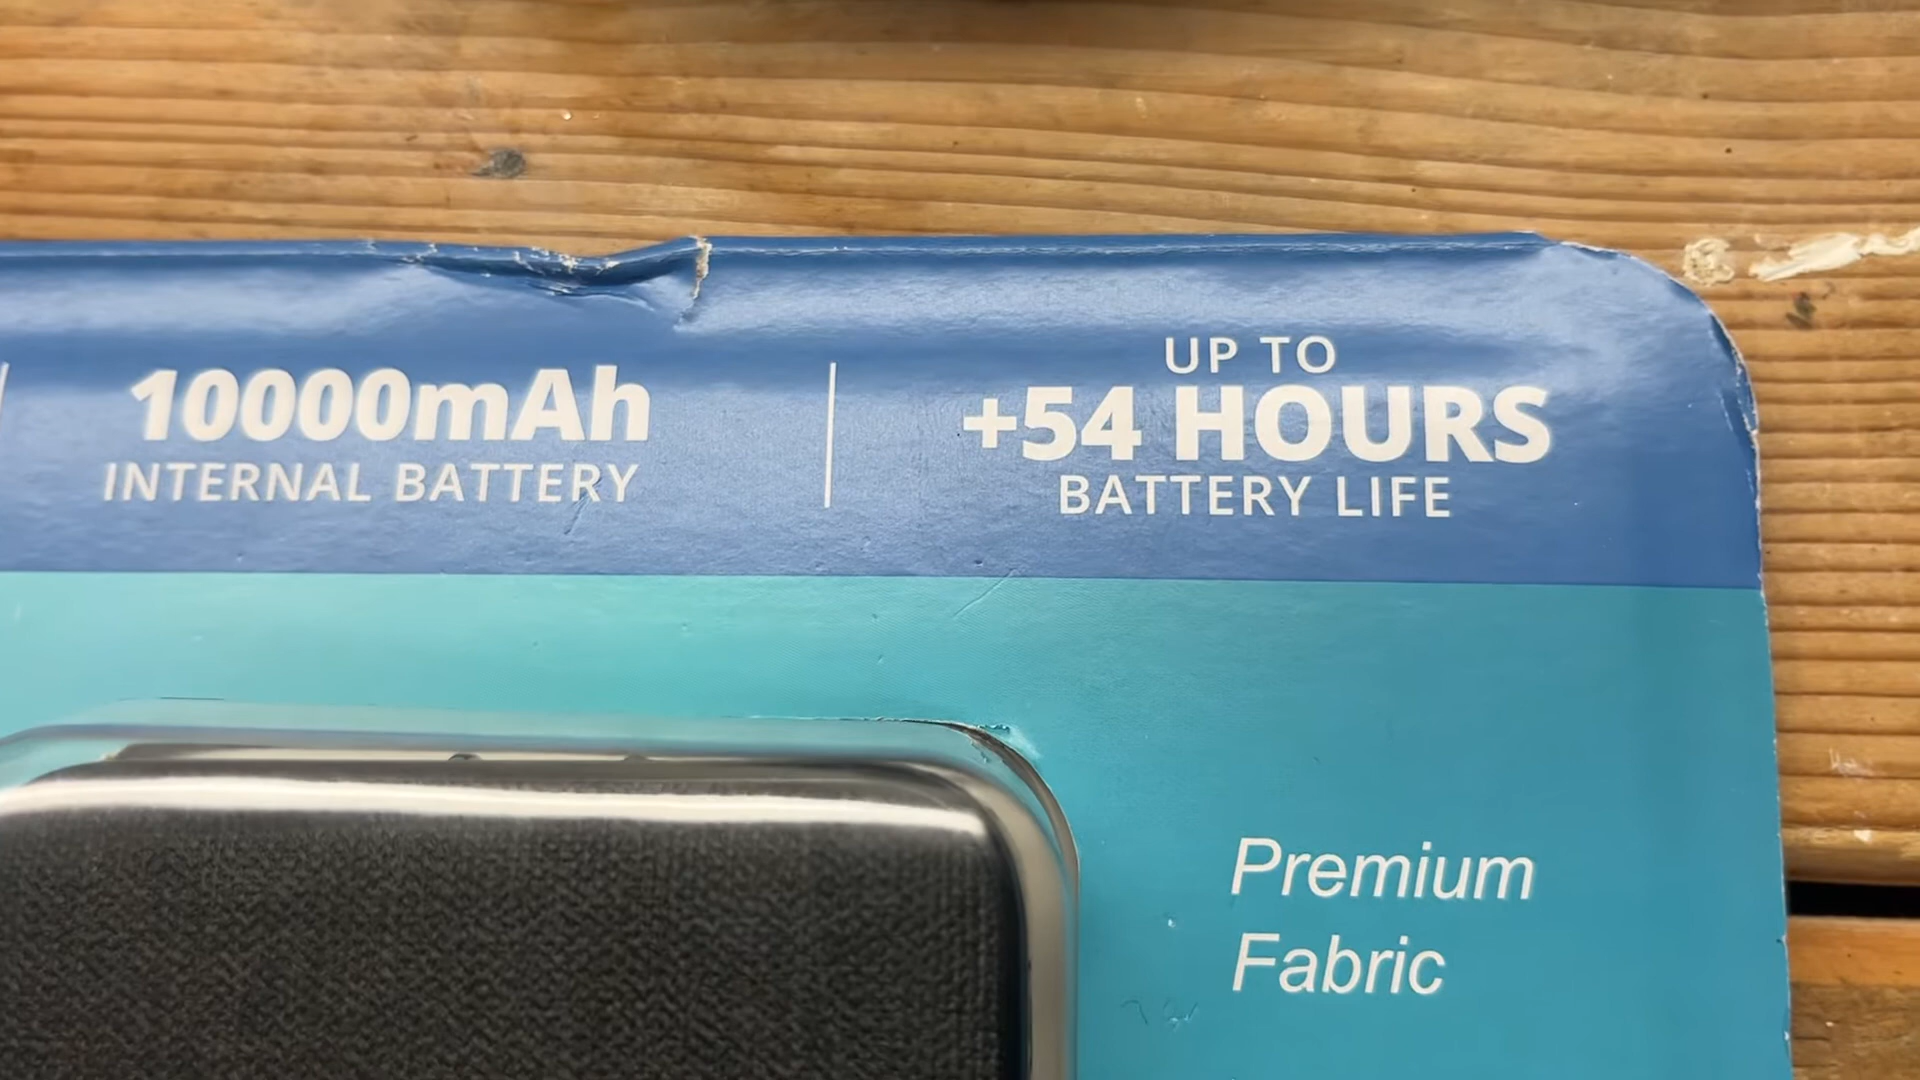 10000mAh
INTERNAL BATTERY
UP TO
+54 HOURS
BATTERY LIFE
Premium
Fabric